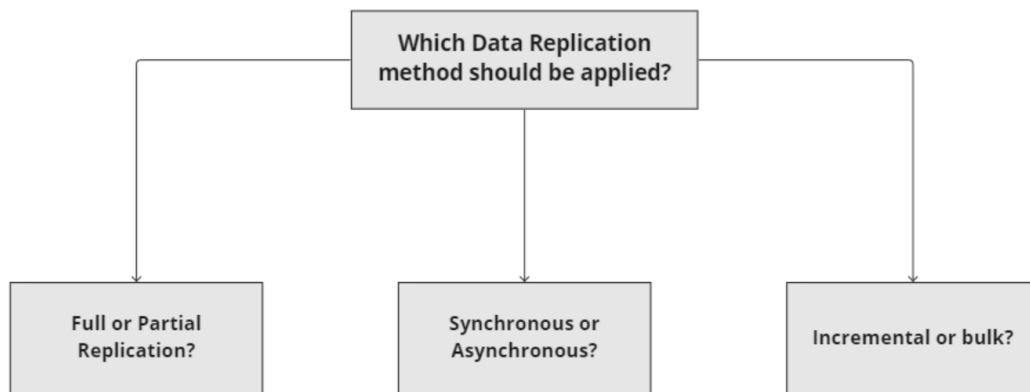 Which Data Replication
method should be applied?
Full or Partial
Replication?
Synchronous or
Asynchronous?
Incremental or bulk?